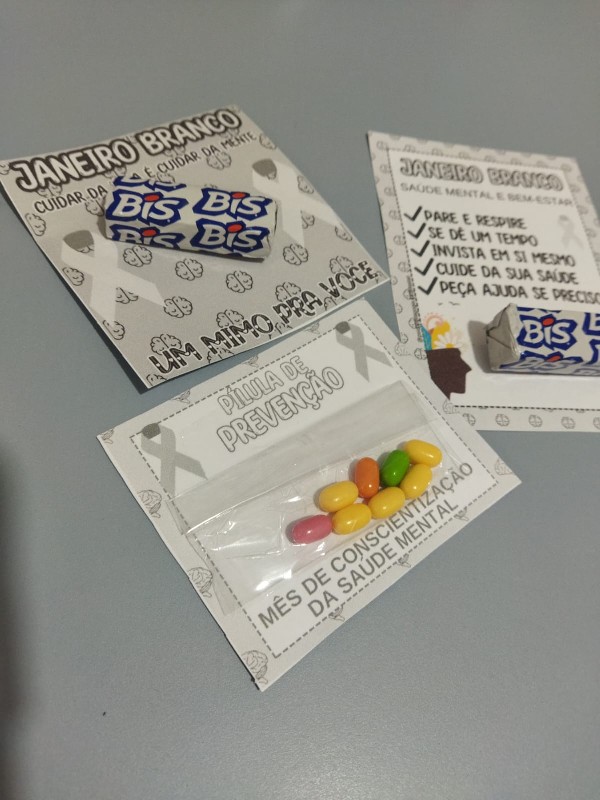 JANEIRO BRANCO
CUIDAR DA É CUIDAR DA MENTE
BIS BIS
BIS BIS
UM MIMO PRA VOCÊ
JANEIRO BRANCO
SAÚDE MENTAL E BEM-ESTAR
PARE E RESPIRE
SE DÊ UM TEMPO
INVISTA EM SI MESMO
CUIDE DA SUA SAÚDE
PEÇA AJUDA SE PRECISO
BIS
PÍLULA DE
PREVENÇÃO
MÊS DE CONSCIENTIZAÇÃO
DA SAÚDE MENTAL